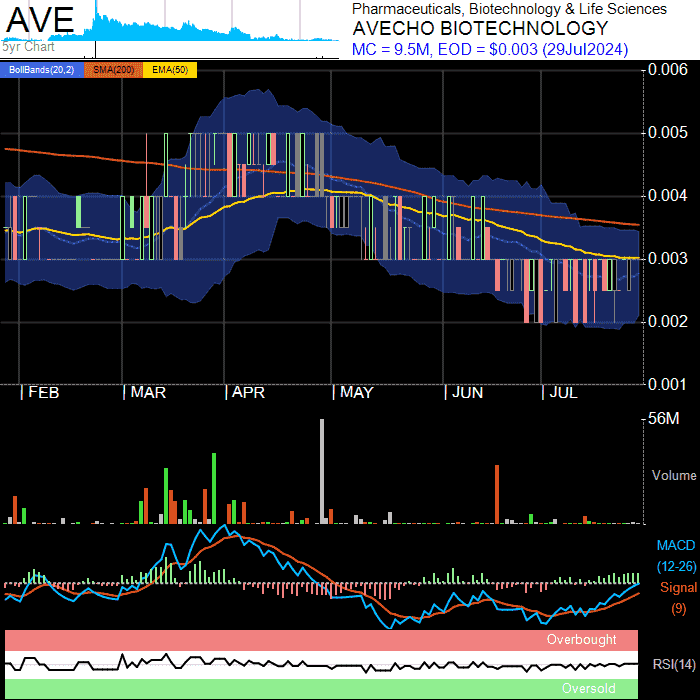 AVE
5yr Chart
Pharmaceuticals, Biotechnology & Life Sciences
AVECHO BIOTECHNOLOGY
MC = 9.5M, EOD = $0.003 (29Jul2024)
BollBands(20,2) SMA(200) EMA(50)
0.006
0.005
0.004
0.003
0.002
0.001
FEB MAR APR MAY JUN JUL
56M
Volume
MACD
(12-26)
Signal
(9)
Overbought
RSI(14)
Oversold